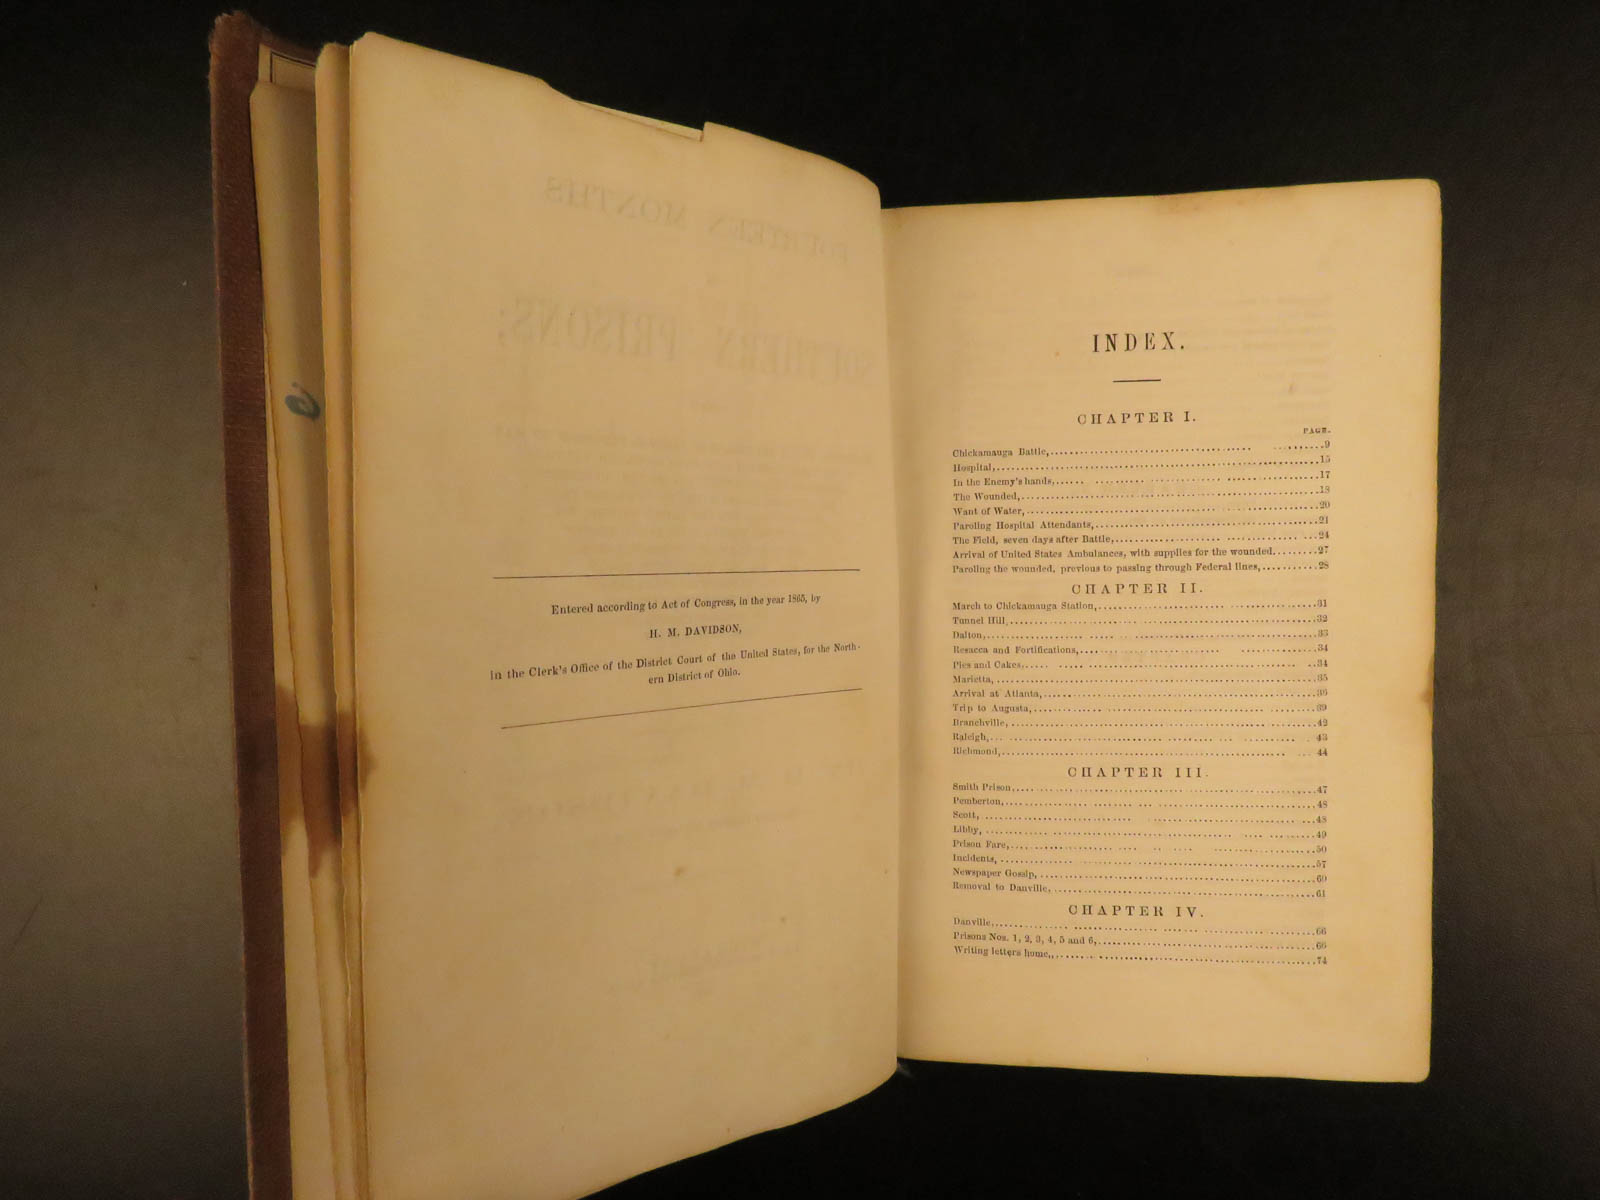 FOURTEEN MONTHS
SOUTHERN PRISONS;
Entered according to Act of Congress, in the year 1865, by
H. M. DAVIDSON,
in the Clerk's Office of the District Court of the United States, for the North-
ern District of Ohio.
6
INDEX.
CHAPTER I.
PAGE.
Chickamauga Battle,........9
Hospital,........15
In the Enemy's hands,........17
The Wounded,........18
Want of Water,........20
Paroling Hospital Attendants,........21
The Field, seven days after Battle,........24
Arrival of United States Ambulances, with supplies for the wounded.........27
Paroling the wounded, previous to passing through Federal lines,...........28
CHAPTER II.
March to Chickamauga Station,........31
Tunnel Hill,........32
Dalton,........33
Resacca and Fortifications,........34
Pies and Cakes,........34
Marietta,........35
Arrival at Atlanta,........36
Trip to Augusta,........39
Branchville,........42
Raleigh,........43
Richmond,........44
CHAPTER III.
Smith Prison,........47
Pemberton,........48
Scott,........48
Libby,........49
Prison Fare,........50
Incidents,........57
Newspaper Gossip,........60
Removal to Danville,........61
CHAPTER IV.
Danville,........66
Prisons Nos. 1, 2, 3, 4, 5 and 6,........66
Writing letters home,,........74